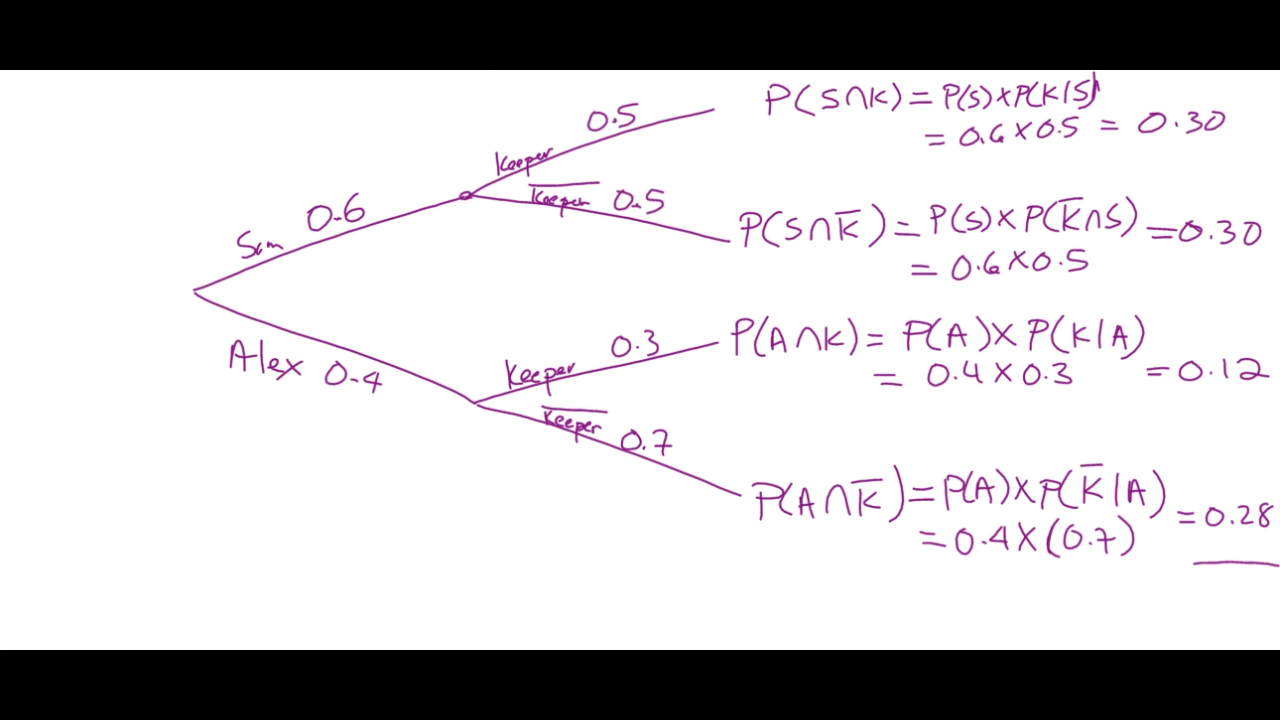 P(S∩K) = P(S)×P(K|S)
= 0.6×0.5 = 0.30
0.5
Keeper
K̅e̅e̅p̅e̅r̅ 0.5
0.6
Sam
P(S∩K̅) = P(S)×P(K̅∩S) = 0.30
= 0.6×0.5
Alex 0.4
0.3
Keeper
P(A∩K) = P(A)× P(K|A)
= 0.4×0.3 = 0.12
K̅e̅e̅p̅e̅r̅
0.7
P(A∩K̅) = P(A)×P(K̅|A) = 0.28
= 0.4×(0.7)